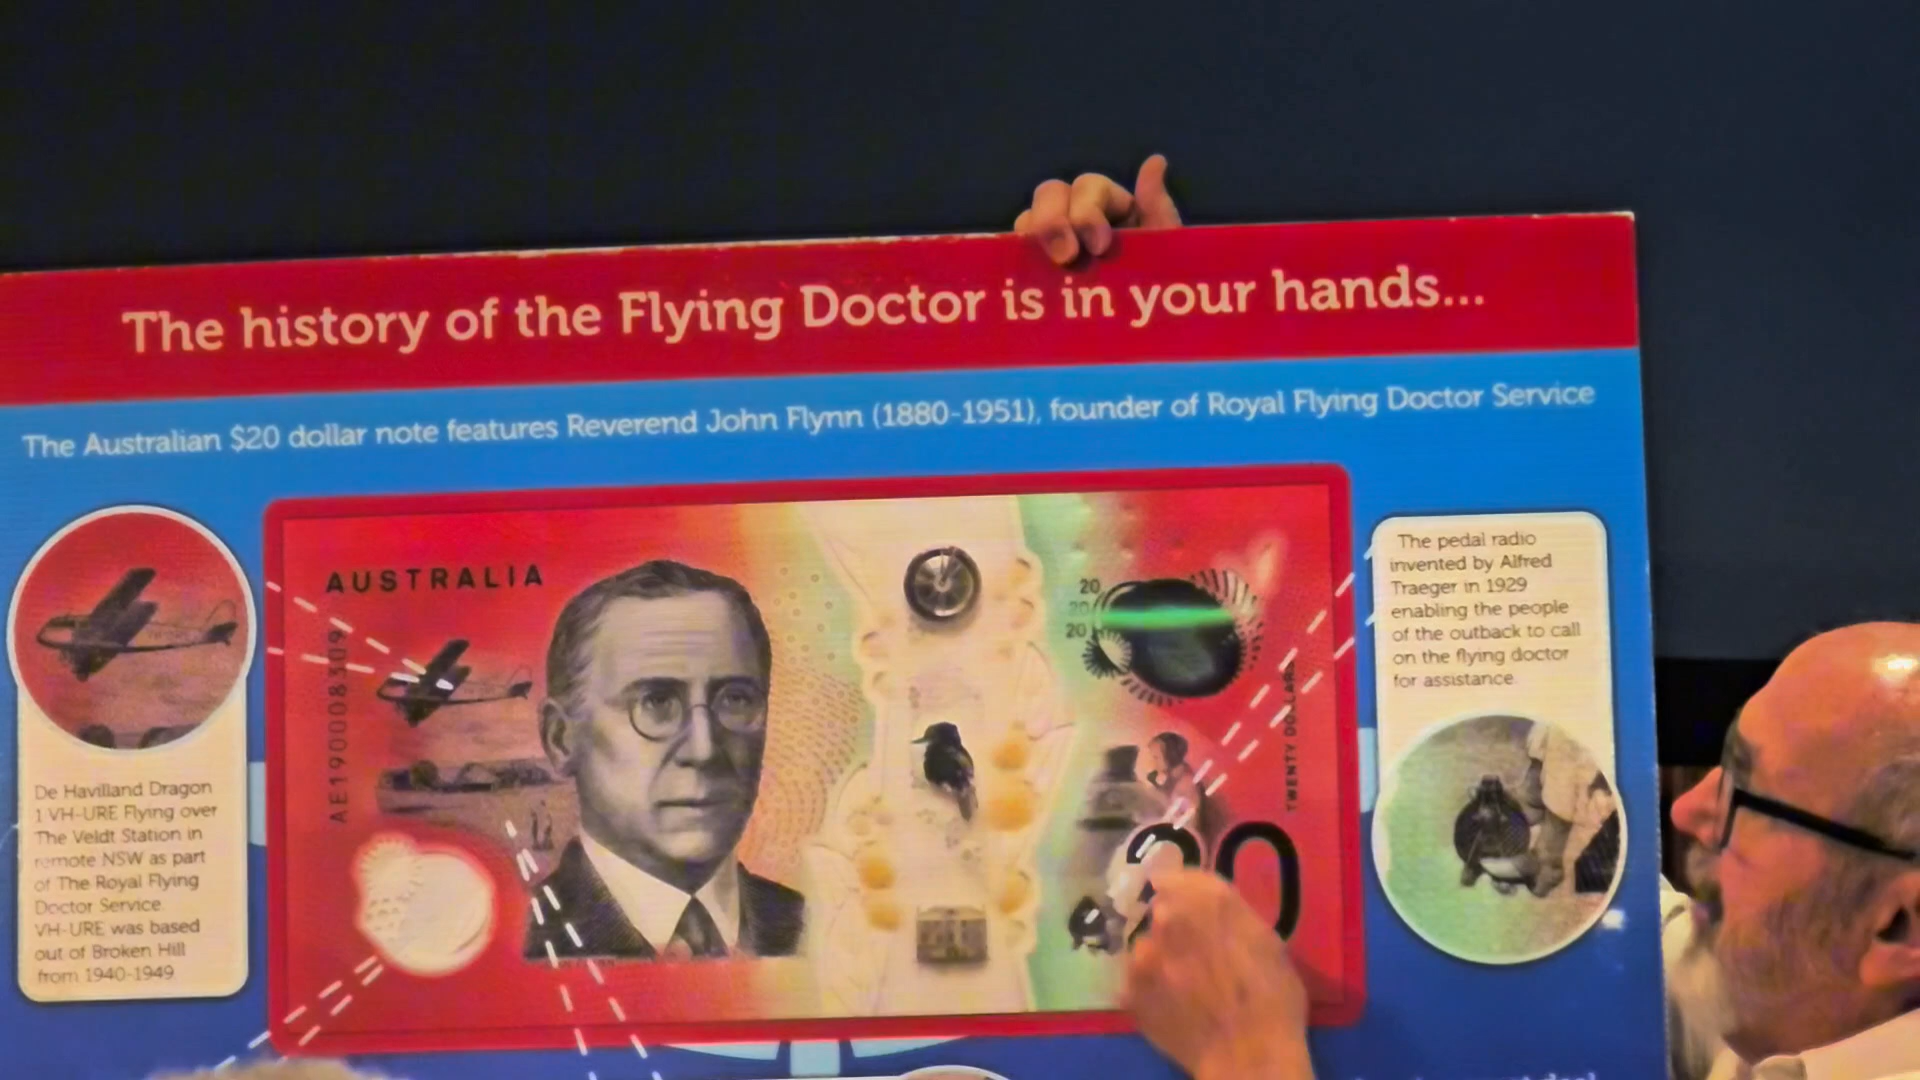 The history of the Flying Doctor is in your hands...
The Australian $20 dollar note features Reverend John Flynn (1880-1951), founder of Royal Flying Doctor Service
De Havilland Dragon
1 VH-URE Flying over
The Veldt Station in
remote NSW as part
of The Royal Flying
Doctor Service.
VH-URE was based
out of Broken Hill
from 1940-1949
AUSTRALIA
AE190008309
20
20
20
TWENTY DOLLARS
20
The pedal radio
invented by Alfred
Traeger in 1929
enabling the people
of the outback to call
on the flying doctor
for assistance.